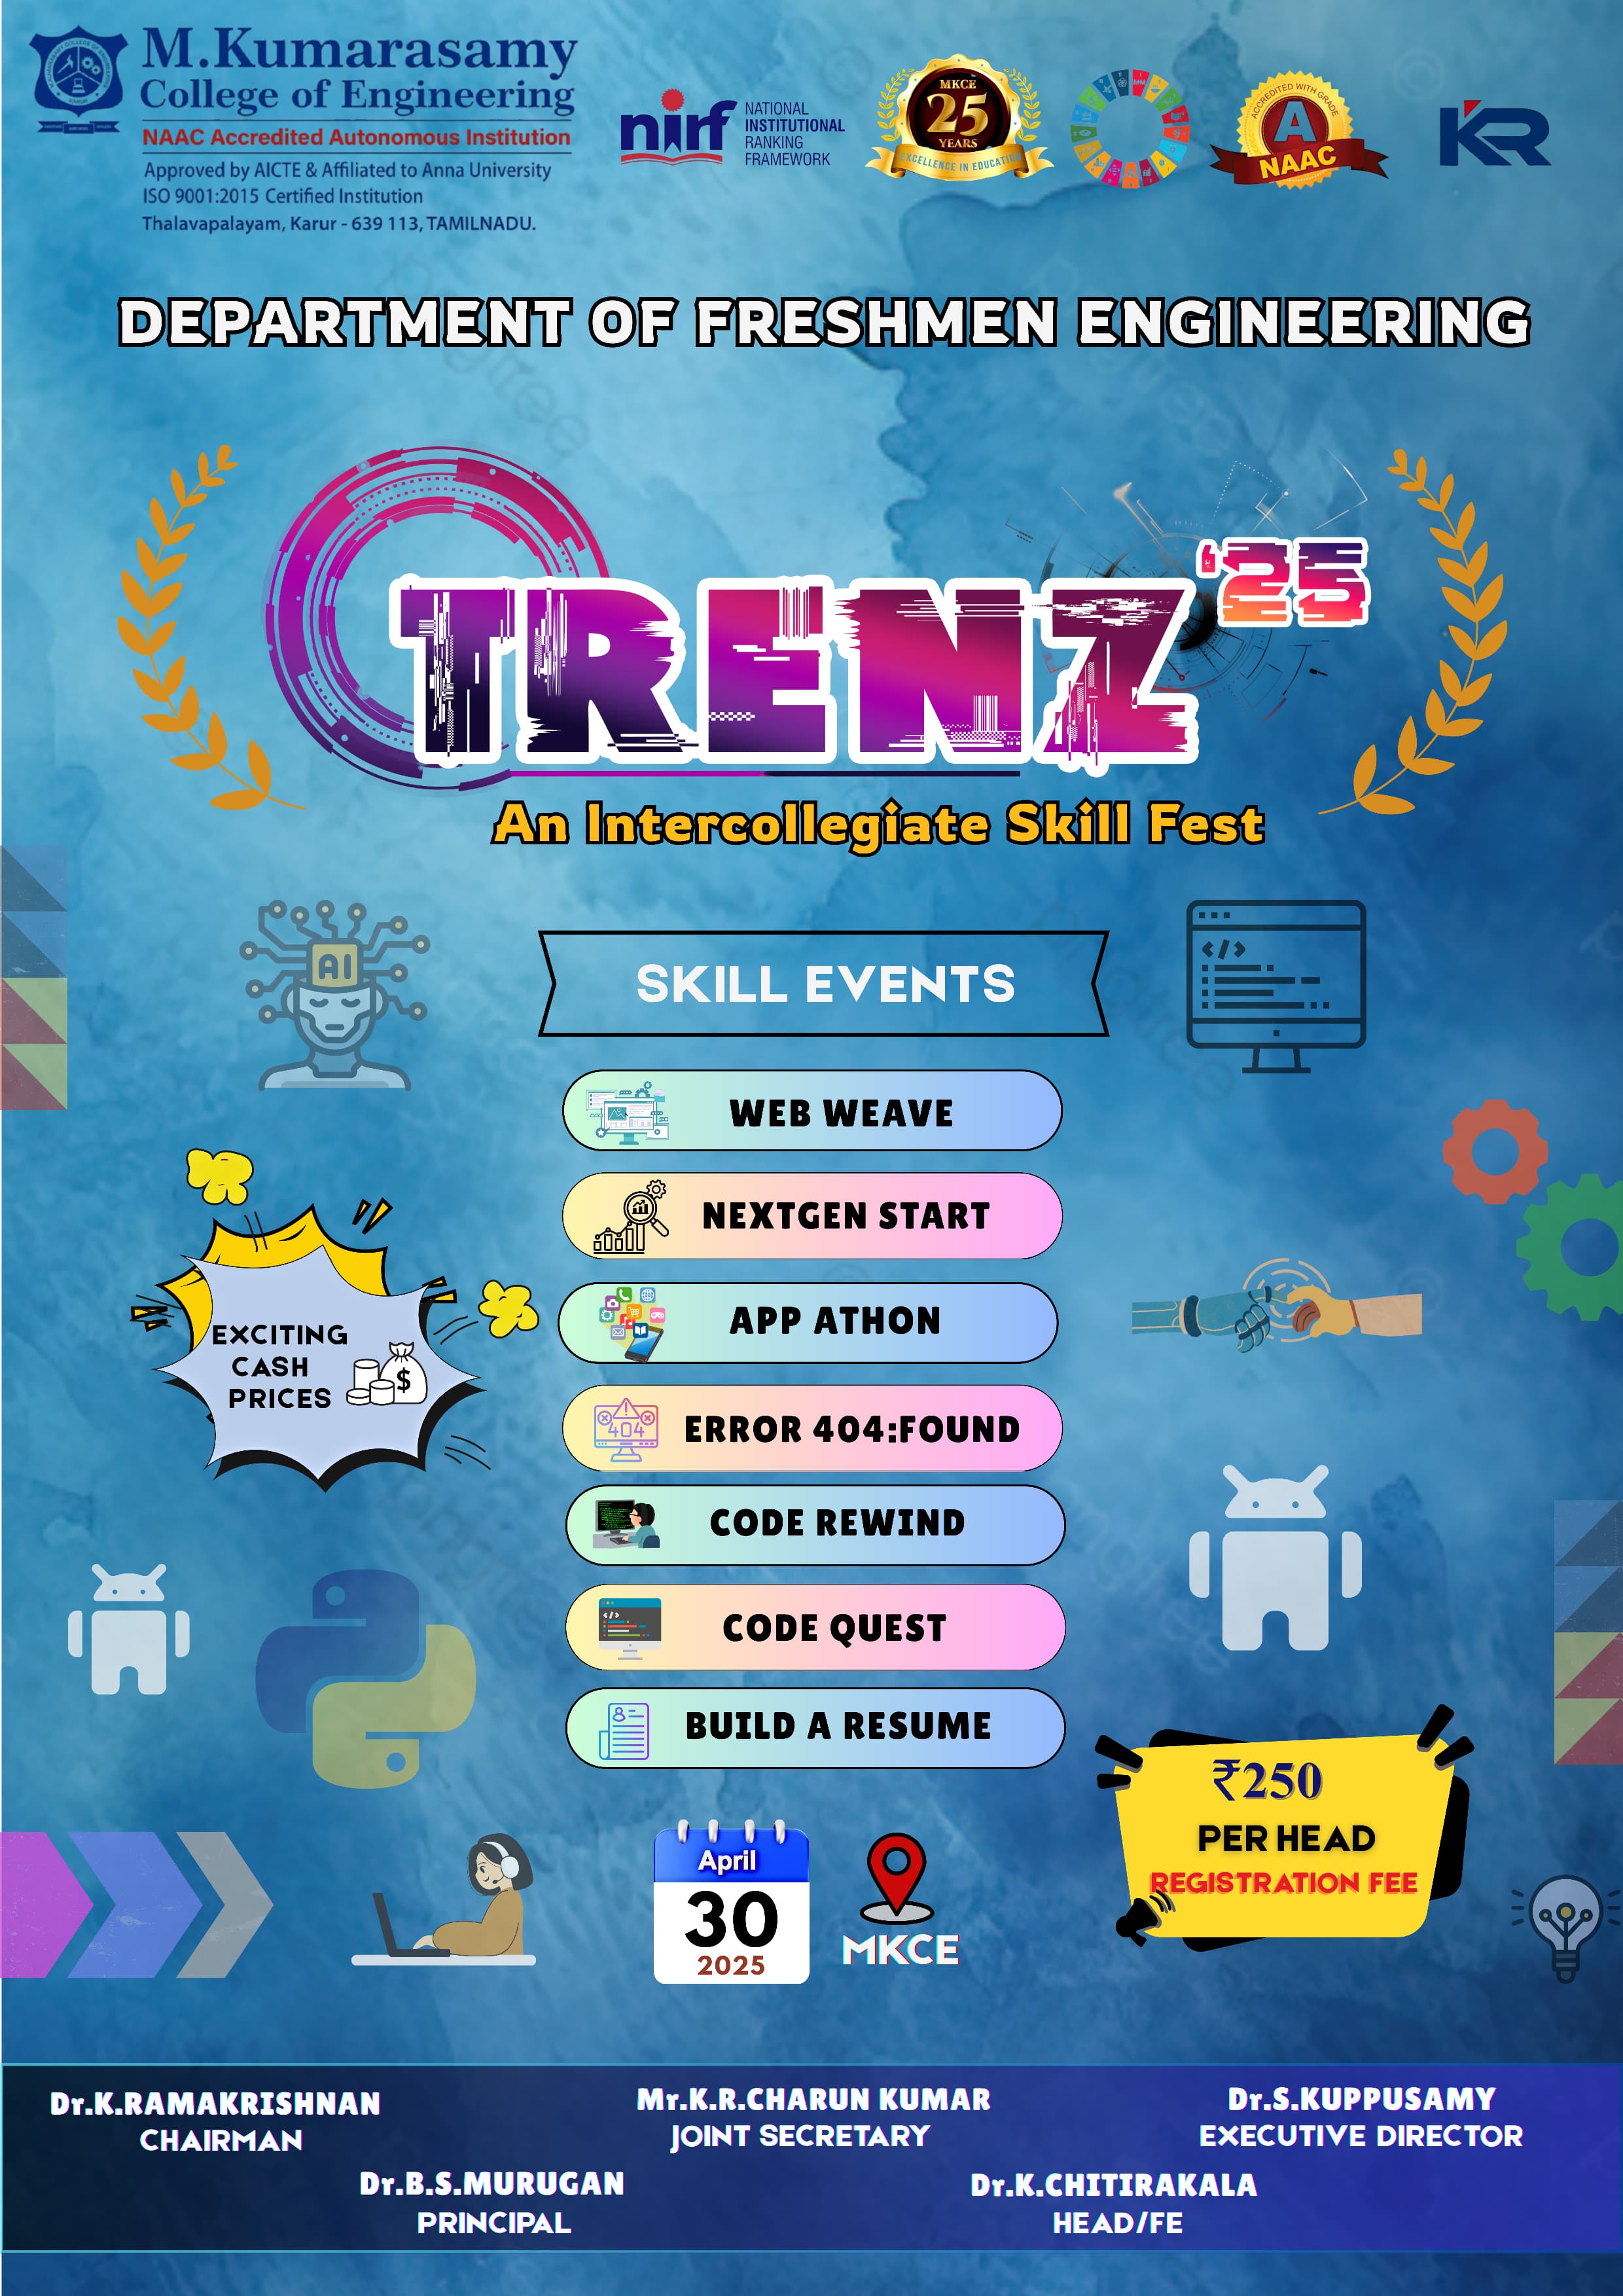 M.Kumarasamy
College of Engineering
NAAC Accredited Autonomous Institution
Approved by AICTE & Affiliated to Anna University
ISO 9001:2015 Certified Institution
Thalavapalayam, Karur - 639 113, TAMILNADU.
nirf
NATIONAL
INSTITUTIONAL
RANKING
FRAMEWORK
MKCE
25
YEARS
EXCELLENCE IN EDUCATION
ACCREDITED WITH GRADE
A
NAAC
KR
DEPARTMENT OF FRESHMEN ENGINEERING
TRENZ '25
An Intercollegiate Skill Fest
AI
</>
SKILL EVENTS
WEB WEAVE
NEXTGEN START
APP ATHON
404
ERROR 404:FOUND
CODE REWIND
</>
CODE QUEST
BUILD A RESUME
EXCITING
CASH
PRICES
$
₹250
PER HEAD
REGISTRATION FEE
April
30
2025
MKCE
Dr.K.RAMAKRISHNAN
CHAIRMAN
Mr.K.R.CHARUN KUMAR
JOINT SECRETARY
Dr.S.KUPPUSAMY
EXECUTIVE DIRECTOR
Dr.B.S.MURUGAN
PRINCIPAL
Dr.K.CHITIRAKALA
HEAD/FE